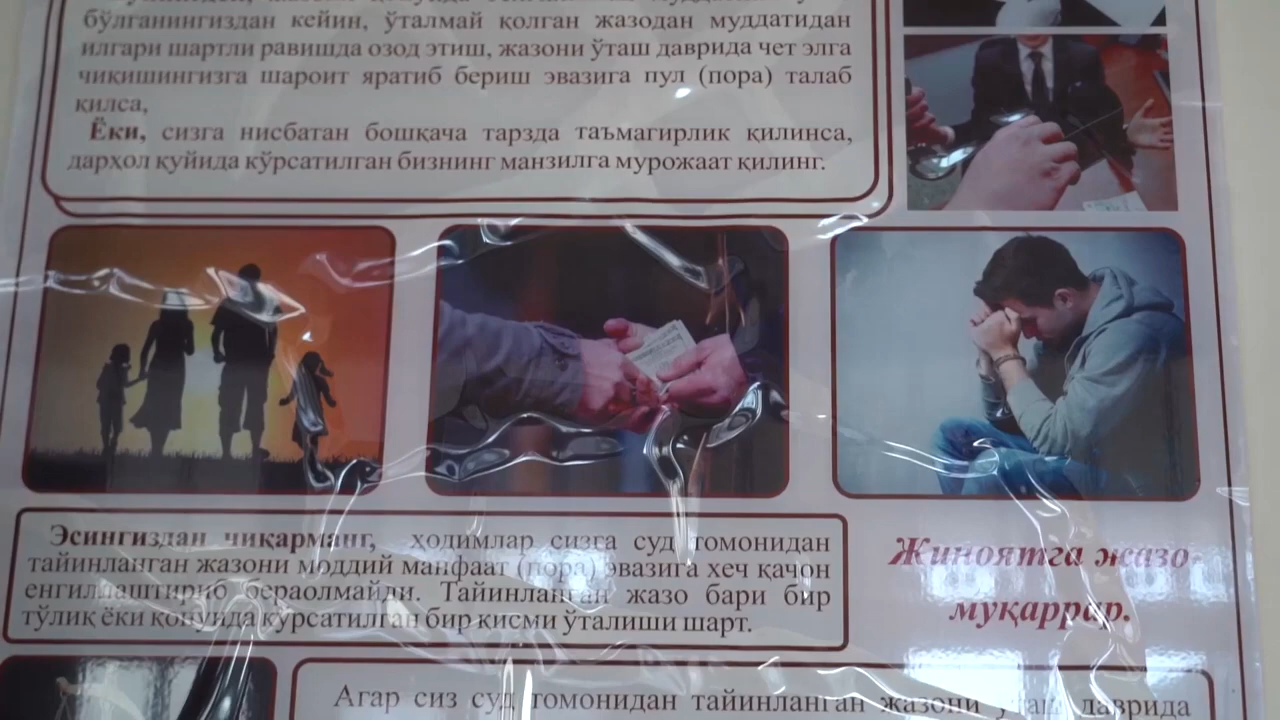 бўлганингиздан кейин, ўталмай қолган жазодан муддатидан
илгари шартли равишда озод этиш, жазони ўташ даврида чет элга
чиқишингизга шароит яратиб бериш эвазига пул (пора) талаб
қилса,
Ёки, сизга нисбатан бошқача тарзда таъмагирлик қилинса,
дарҳол қуйида кўрсатилган бизнинг манзилга мурожаат қилинг.
Эсингиздан чиқарманг, ҳодимлар сизга суд томонидан
тайинланган жазони моддий манфаат (пора) эвазига хеч қачон
енгиллаштириб бераолмайди. Тайинланган жазо бари бир
тўлиқ ёки қонунда кўрсатилган бир қисми ўталиши шарт.
Жиноятга жазо-
муқаррар.
Агар сиз суд томонидан тайинланган жазони ўташ даврида